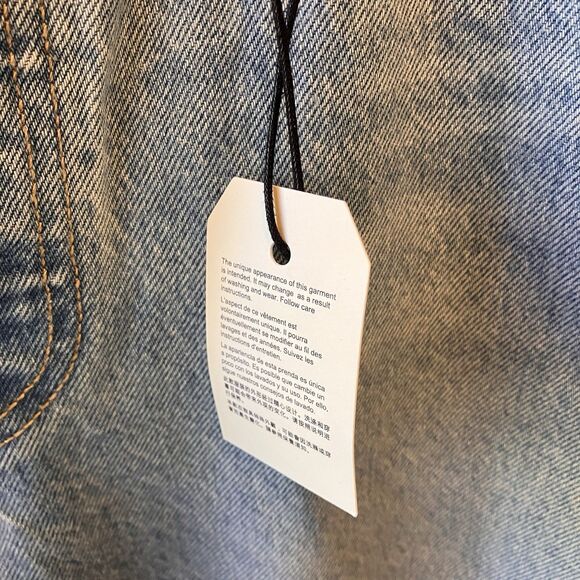 The unique appearance of this garment
is intended. It may change as a result
of washing and wear. Follow care
instructions.
L'aspect de ce vêtement est
volontairement unique. Il pourra
éventuellement se modifier au fil des
lavages et des années. Suivez les
instructions d'entretien.
La apariencia de esta prenda es única
a propósito. Es posible que cambie un
poco con los lavados y su uso. Por ello,
sigue nuestros consejos de lavado.